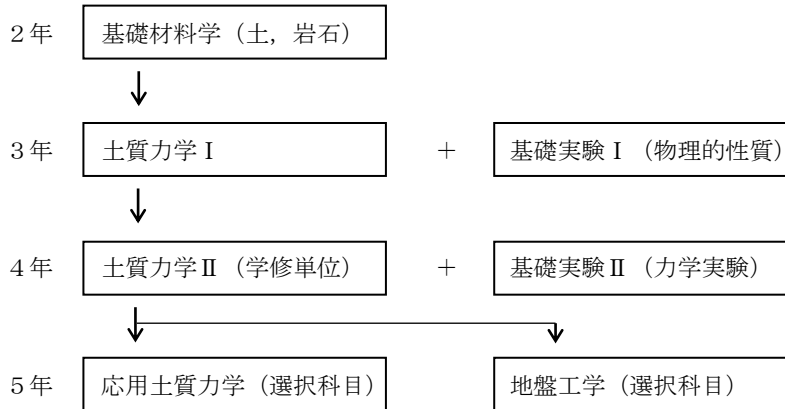 ２年 基礎材料学（土，岩石）
３年 土質力学Ⅰ ＋ 基礎実験Ⅰ（物理的性質）
４年 土質力学Ⅱ（学修単位） ＋ 基礎実験Ⅱ（力学実験）
５年 応用土質力学（選択科目） 地盤工学（選択科目）